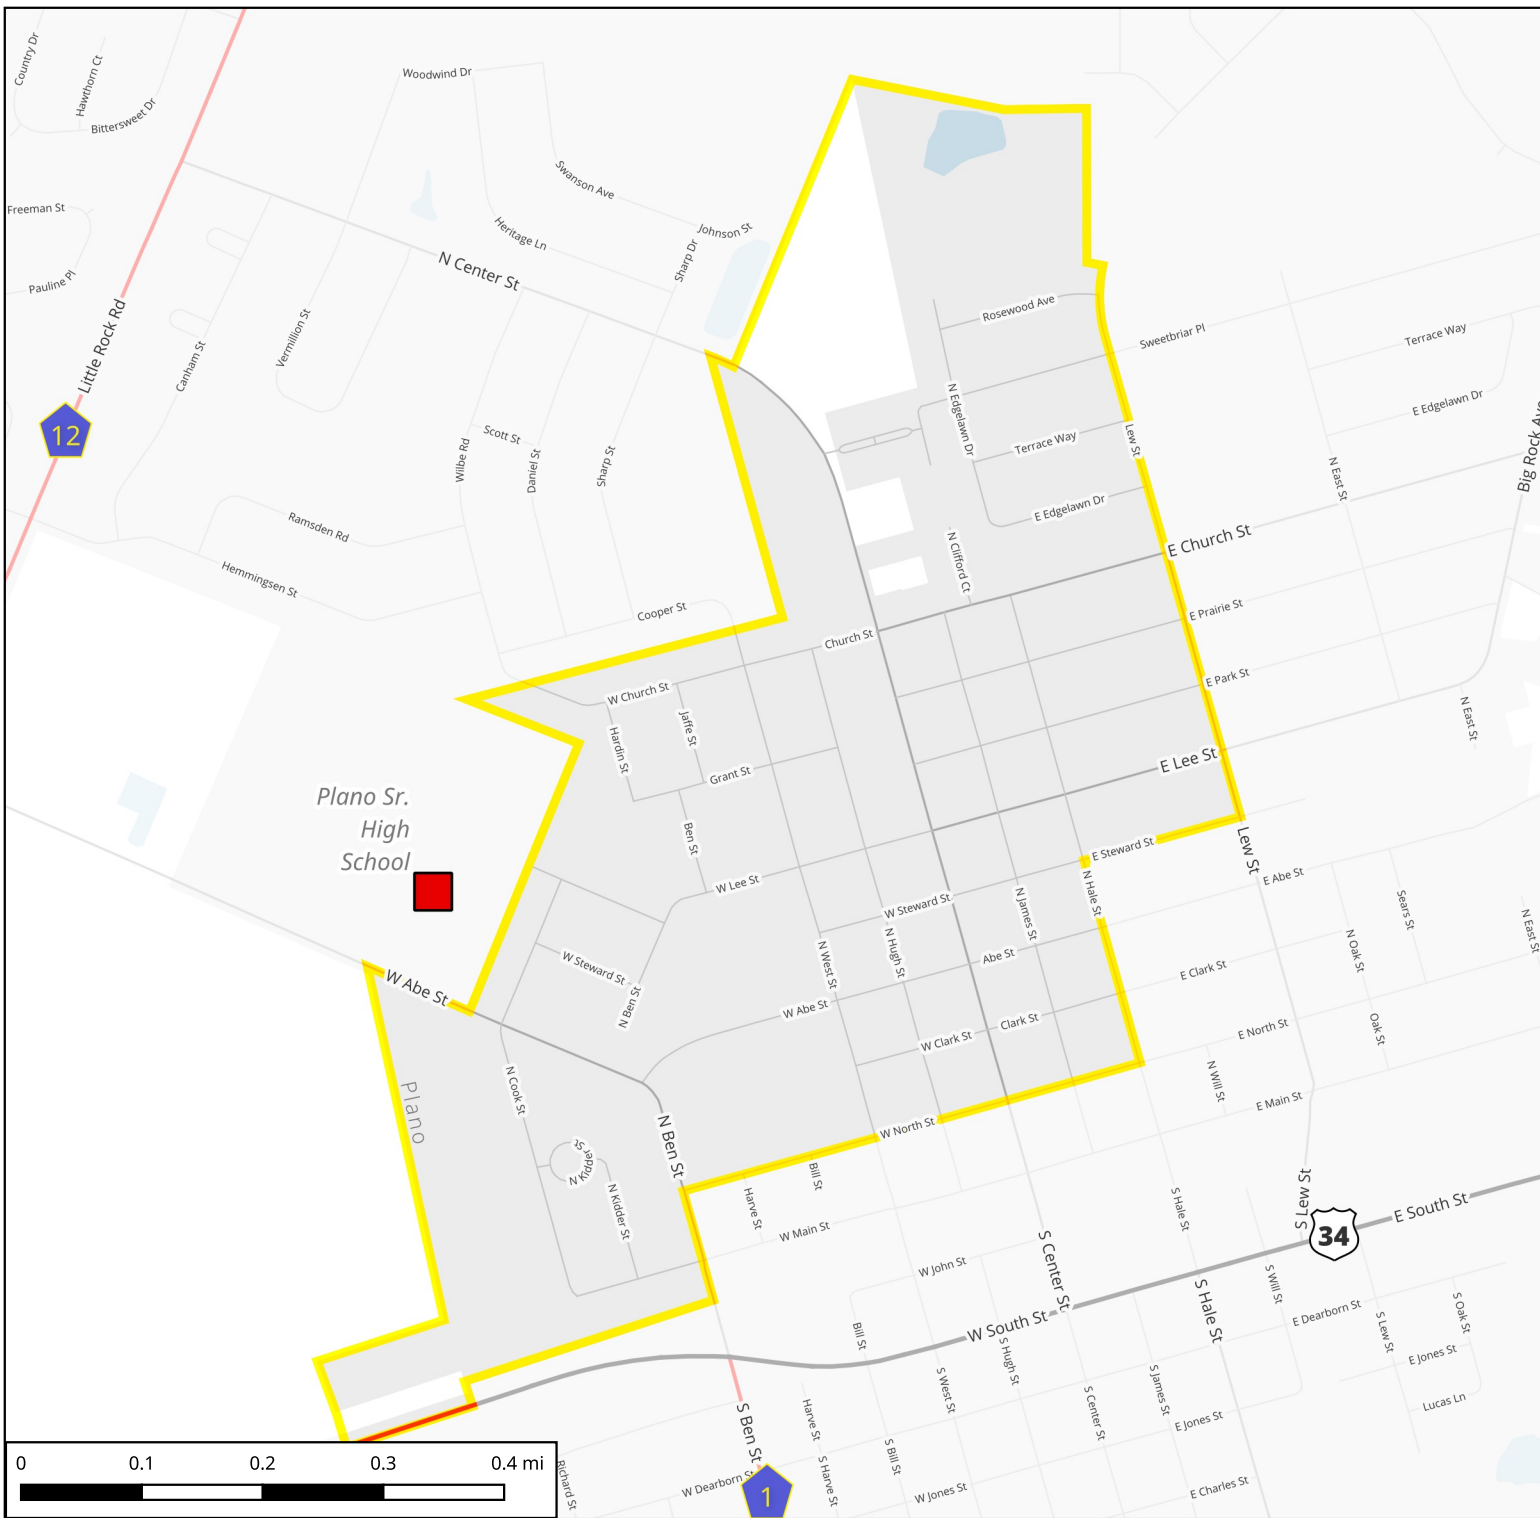 Country Dr
Hawthorn Ct
Bittersweet Dr
Woodwind Dr
Swanson Ave
Johnson St
Freeman St
Heritage Ln
Sharp Dr
N Center St
Pauline Pl
Little Rock Rd
Vermillion St
Canham St
Rosewood Ave
Sweetbriar Pl
Terrace Way
N Edgelawn Dr
E Edgelawn Dr
12
Scott St
Wilbe Rd
Daniel St
Sharp St
Terrace Way
Lew St
N East St
Big Rock Ave
Ramsden Rd
E Edgelawn Dr
N Clifford Ct
E Church St
Hemmingsen St
Cooper St
Church St
E Prairie St
W Church St
E Park St
Jaffe St
Hardin St
N East St
Grant St
E Lee St
Plano Sr.
High
School
Ben St
E Steward St
Lew St
W Lee St
E Abe St
W Steward St
N Hale St
N James St
Sears St
N East St
W Steward St
N West St
N Hugh St
Abe St
N Oak St
W Abe St
N Ben St
E Clark St
W Abe St
W Clark St
Clark St
E North St
Oak St
N Cook St
Plano
N Will St
E Main St
N Ben St
W North St
N Kidder St
Bill St
N Kidder St
Harve St
W Main St
S Hale St
S Lew St
E South St
34
W John St
S Center St
S Will St
S Hale St
W South St
E Dearborn St
S Lew St
S Oak St
Bill St
S Hugh St
E Jones St
S West St
S James St
S Center St
Lucas Ln
S Ben St
Harve St
E Jones St
S Bill St
0 0.1 0.2 0.3 0.4 mi
Richard St
W Dearborn St
S Harve St
W Jones St
E Charles St
1